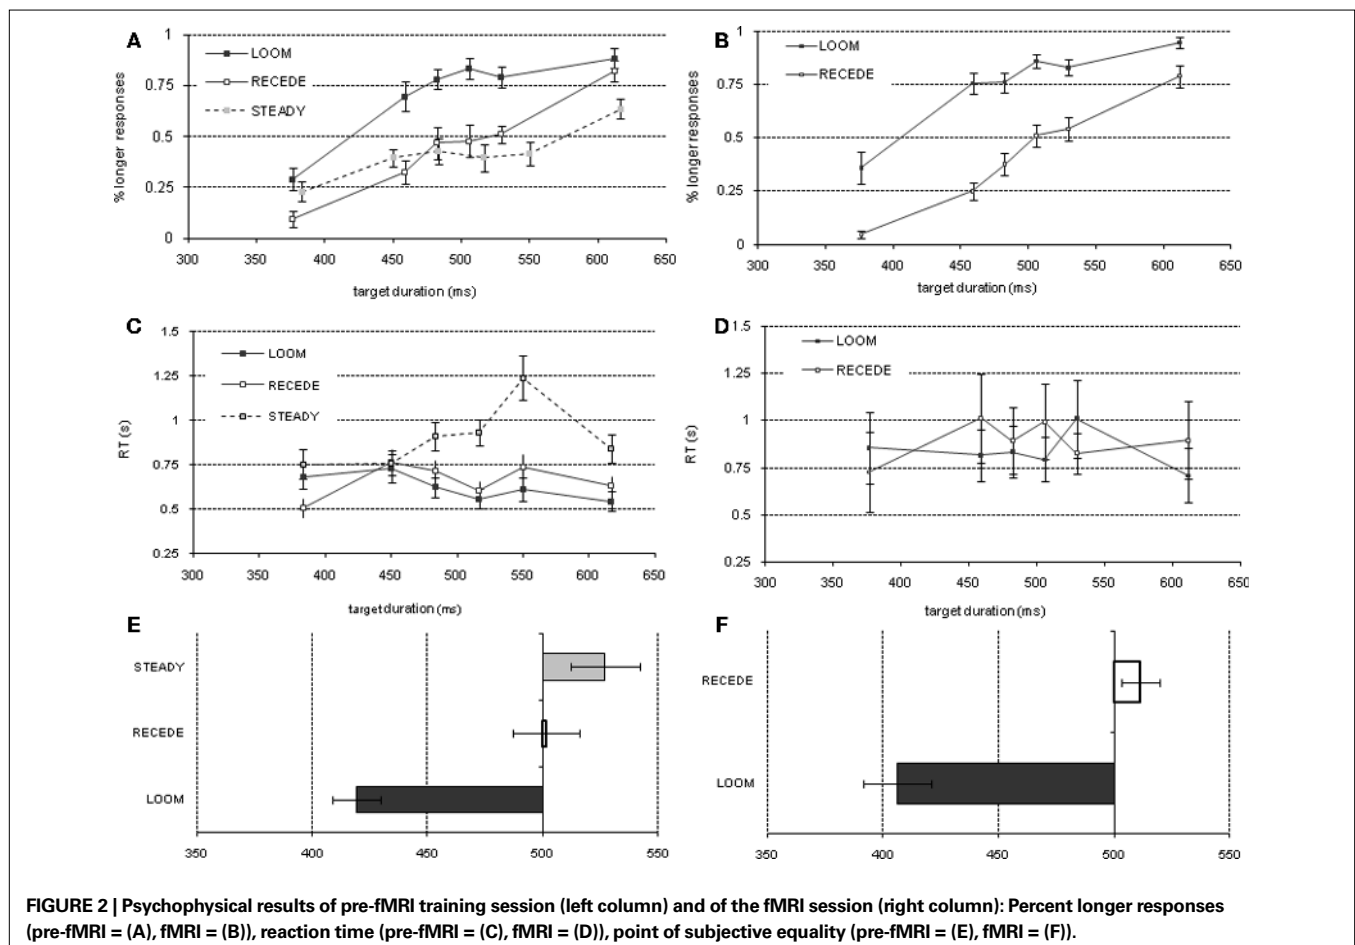 A
LOOM
RECEDE
STEADY
% longer responses
1
0.75
0.5
0.25
0
300 350 400 450 500 550 600 650
target duration (ms)
B
LOOM
RECEDE
% longer responses
1
0.75
0.5
0.25
0
300 350 400 450 500 550 600 650
target duration (ms)
C
LOOM
RECEDE
STEADY
RT (s)
1.5
1.25
1
0.75
0.5
0.25
300 350 400 450 500 550 600 650
target duration (ms)
D
LOOM
RECEDE
RT (s)
1.5
1.25
1
0.75
0.5
0.25
300 350 400 450 500 550 600 650
target duration (ms)
E
STEADY
RECEDE
LOOM
350 400 450 500 550
F
RECEDE
LOOM
350 400 450 500 550
FIGURE 2 | Psychophysical results of pre-fMRI training session (left column) and of the fMRI session (right column): Percent longer responses
(pre-fMRI = (A), fMRI = (B)), reaction time (pre-fMRI = (C), fMRI = (D)), point of subjective equality (pre-fMRI = (E), fMRI = (F)).